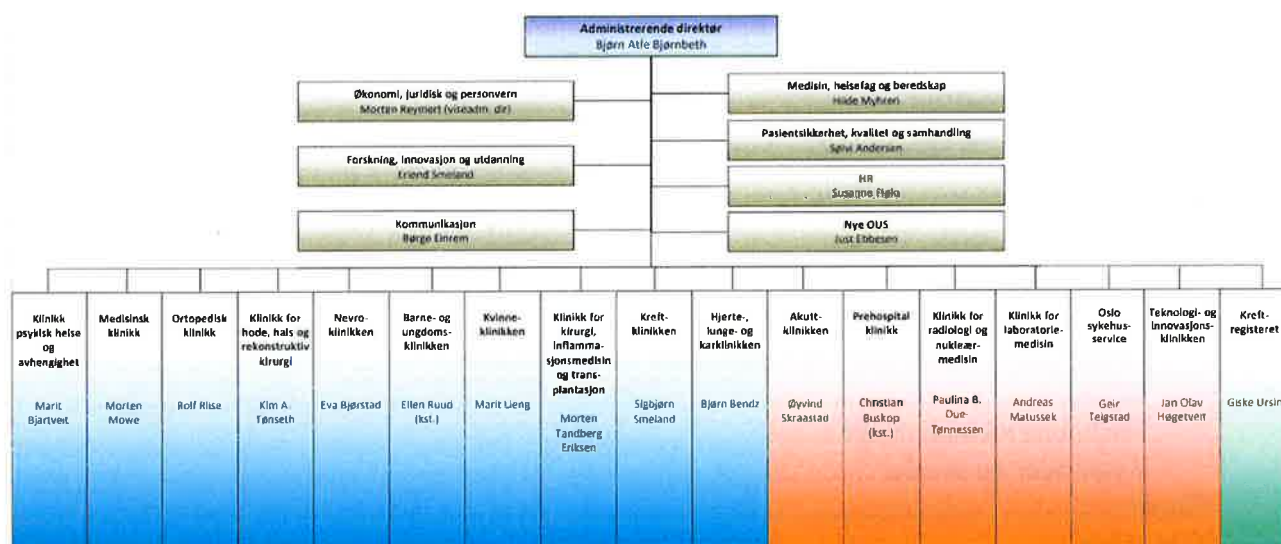 Administrerende direktør
Bjørn Atle Bjørnbeth
Økonomi, juridisk og personvern
Morten Reymert (viseadm. dir)
Medisin, helsefag og beredskap
Hilde Myhren
Pasientsikkerhet, kvalitet og samhandling
Sølvi Andersen
Forskning, innovasjon og utdanning
Erlend Smeland
HR
Susanne
Kommunikasjon
Børge Einrem
Nye OUS
Just Ebbesen
Klinikk
psykisk helse
og
avhengighet
Marit
Bjartveit
Medisinsk
klinikk
Morten
Mowe
Ortopedisk
klinikk
Rolf Riise
Klinikk for
hode, hals og
rekonstruktiv
kirurgi
Kim A.
Tønseth
Nevro-
klinikken
Eva Bjørstad
Barne- og
ungdoms-
klinikken
Ellen Ruud
(kst.)
Kvinne-
klinikken
Marit Lieng
Klinikk for
kirurgi,
inflamma-
sjonsmedisin
og trans-
plantasjon
Morten
Tandberg
Eriksen
Kreft-
klinikken
Sigbjørn
Smeland
Hjerte-,
lunge- og
karklinikken
Bjørn Bendz
Akutt-
klinikken
Øyvind
Skraastad
Prehospital
klinikk
Christian
Buskop
(kst.)
Klinikk for
radiologi og
nukleær-
medisin
Paulina B.
Due-
Tønnessen
Klinikk for
laboratorie-
medisin
Andreas
Matussek
Oslo
sykehus-
service
Geir
Teigstad
Teknologi- og
innovasjons-
klinikken
Jan Olav
Høgetveit
Kreft-
registeret
Giske Ursin